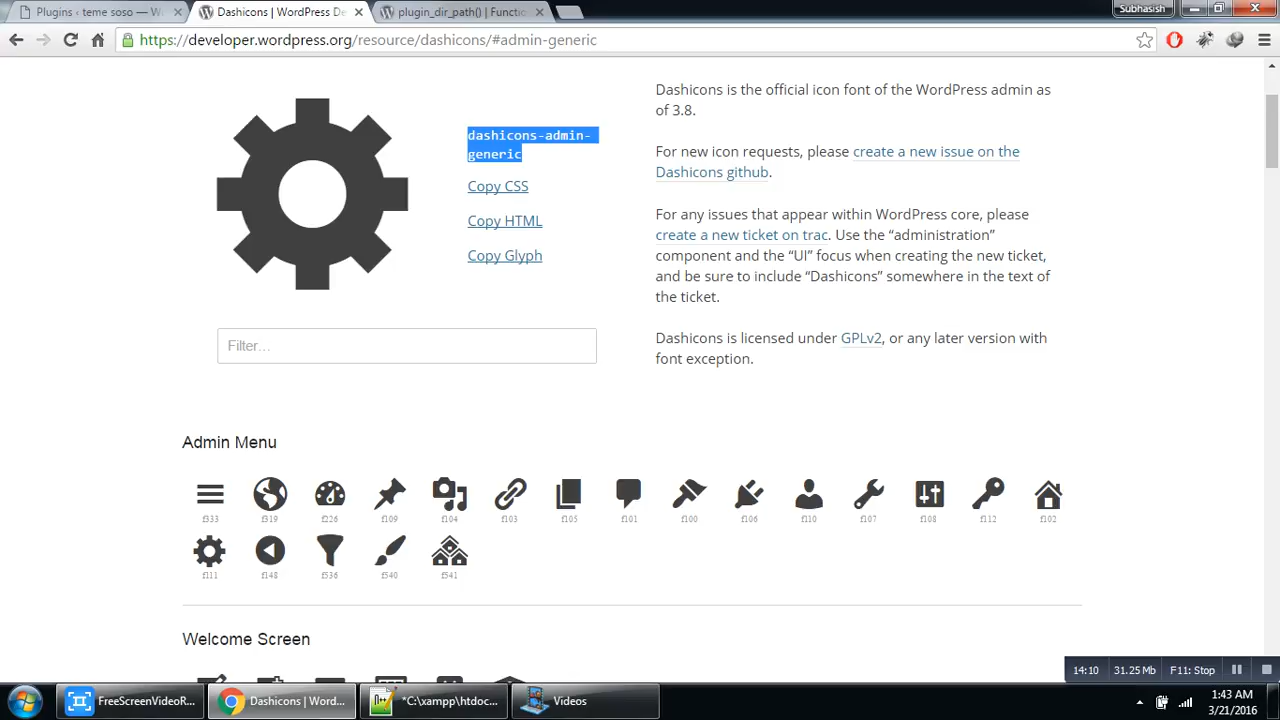 Plugins ‹ teme soso — W
Dashicons | WordPress De
plugin_dir_path() | Functio
Subhasish
https://developer.wordpress.org/resource/dashicons/#admin-generic
dashicons-admin-
generic
Copy CSS
Copy HTML
Copy Glyph
Filter...
Dashicons is the official icon font of the WordPress admin as
of 3.8.
For new icon requests, please create a new issue on the
Dashicons github.
For any issues that appear within WordPress core, please
create a new ticket on trac. Use the “administration”
component and the “UI” focus when creating the new ticket,
and be sure to include “Dashicons” somewhere in the text of
the ticket.
Dashicons is licensed under GPLv2, or any later version with
font exception.
Admin Menu
f333 f319 f226 f109 f104 f103 f105 f101 f100 f106 f110 f107 f108 f112 f102
f111 f148 f536 f540 f541
Welcome Screen
14:10 31.25 Mb F11: Stop
FreeScreenVideoR...
Dashicons | Word...
*C:\xampp\htdoc...
Videos
1:43 AM
3/21/2016